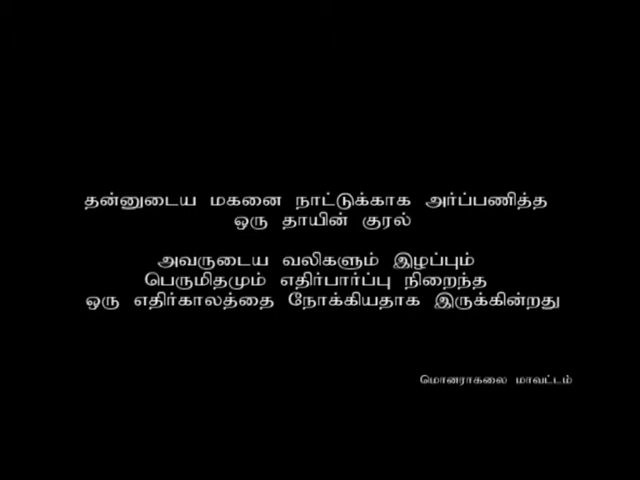 தன்னுடைய மகனை நாட்டுக்காக அர்ப்பணித்த
ஒரு தாயின் குரல்
அவருடைய வலிகளும் இழப்பும்
பெருமிதமும் எதிர்பார்ப்பு நிறைந்த
ஒரு எதிர்காலத்தை நோக்கியதாக இருக்கின்றது
மொனராகலை மாவட்டம்